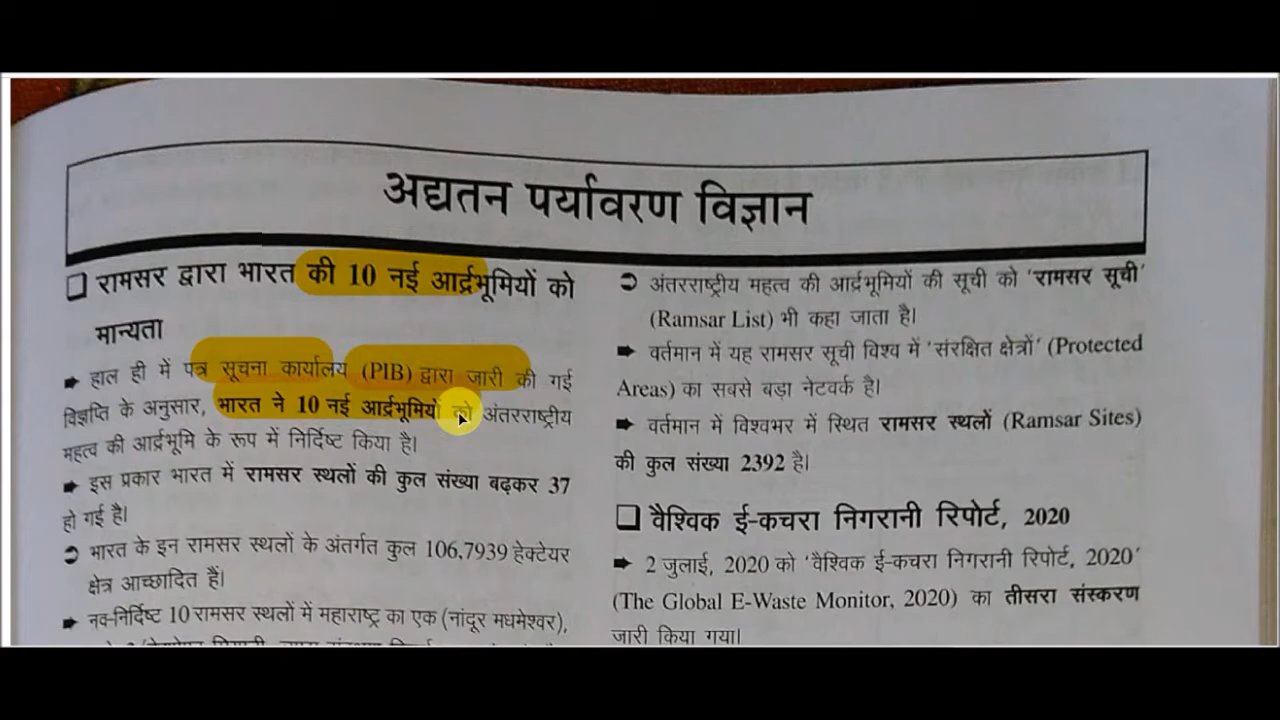 अद्यतन पर्यावरण विज्ञान
❑ रामसर द्वारा भारत की 10 नई आर्द्रभूमियों को
मान्यता
➡ हाल ही में पत्र सूचना कार्यालय (PIB) द्वारा जारी की गई
विज्ञप्ति के अनुसार, भारत ने 10 नई आर्द्रभूमियों को अंतरराष्ट्रीय
महत्व की आर्द्रभूमि के रूप में निर्दिष्ट किया है।
➡ इस प्रकार भारत में रामसर स्थलों की कुल संख्या बढ़कर 37
हो गई है।
➲ भारत के इन रामसर स्थलों के अंतर्गत कुल 106,7939 हेक्टेयर
क्षेत्र आच्छादित हैं।
➡ नव-निर्दिष्ट 10 रामसर स्थलों में महाराष्ट्र का एक (नांदूर मधमेश्वर),
➲ अंतरराष्ट्रीय महत्व की आर्द्रभूमियों की सूची को 'रामसर सूची'
(Ramsar List) भी कहा जाता है।
➡ वर्तमान में यह रामसर सूची विश्व में 'संरक्षित क्षेत्रों' (Protected
Areas) का सबसे बड़ा नेटवर्क है।
➡ वर्तमान में विश्वभर में स्थित रामसर स्थलों (Ramsar Sites)
की कुल संख्या 2392 है।
❑ वैश्विक ई-कचरा निगरानी रिपोर्ट, 2020
➡ 2 जुलाई, 2020 को 'वैश्विक ई-कचरा निगरानी रिपोर्ट, 2020'
(The Global E-Waste Monitor, 2020) का तीसरा संस्करण
जारी किया गया।